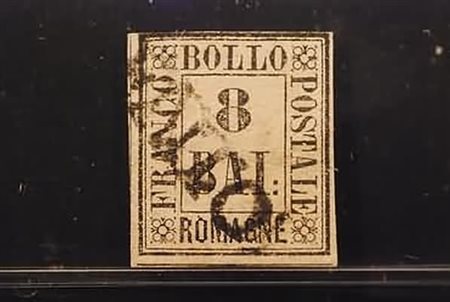 BOLLO
FRANCO
POSTALE
8
BAI:
ROMAGNE